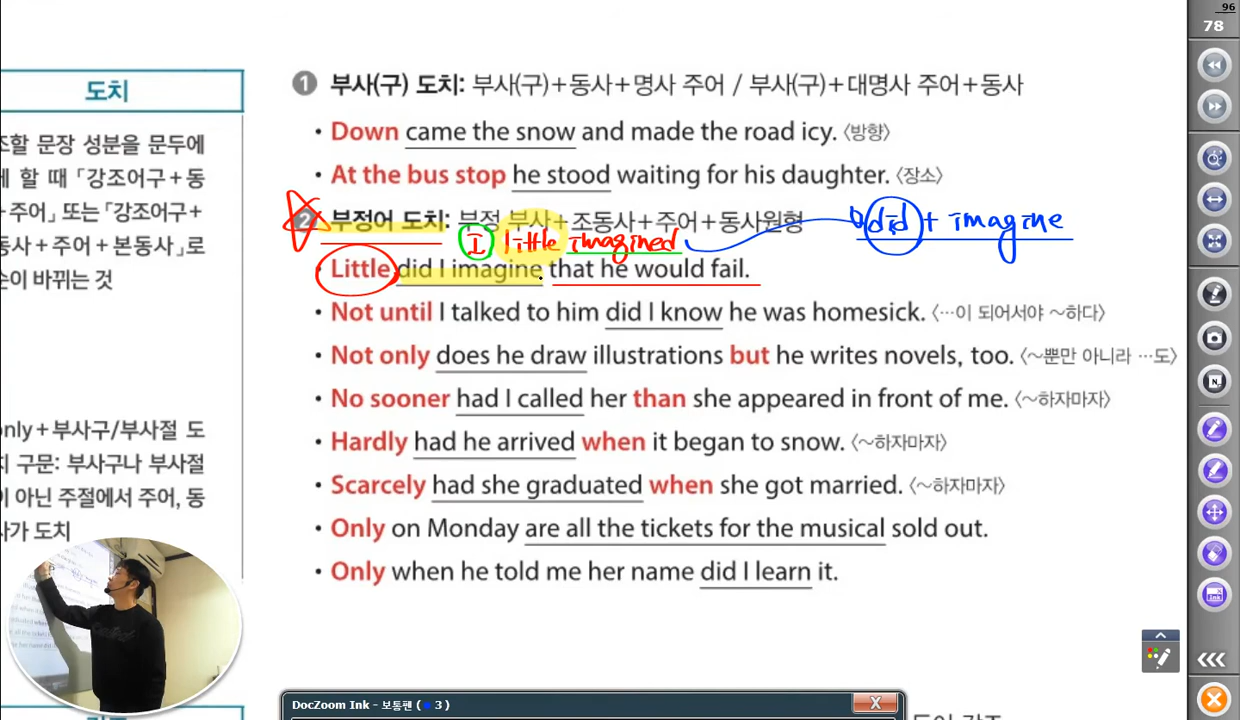 96
78
도치
조할 문장 성분을 문두에
에 할 때 「강조어구+동
+주어」 또는 「강조어구+
동사+주어+본동사」로
순이 바뀌는 것
only+부사구/부사절 도
치 구문: 부사구나 부사절
이 아닌 주절에서 주어, 동
사가 도치
1 부사(구) 도치: 부사(구)+동사+명사 주어 / 부사(구)+대명사 주어+동사
• Down came the snow and made the road icy. 〈방향〉
• At the bus stop he stood waiting for his daughter. 〈장소〉
2 부정어 도치: 부정 부사+조동사+주어+동사원형
did + imagine
I little imagined
• Little did I imagine that he would fail.
• Not until I talked to him did I know he was homesick. 〈…이 되어서야 ~하다〉
• Not only does he draw illustrations but he writes novels, too. 〈~뿐만 아니라 …도〉
• No sooner had I called her than she appeared in front of me. 〈~하자마자〉
• Hardly had he arrived when it began to snow. 〈~하자마자〉
• Scarcely had she graduated when she got married. 〈~하자마자〉
• Only on Monday are all the tickets for the musical sold out.
• Only when he told me her name did I learn it.
DocZoom Ink - 보통펜 ( 3 )
X
N
ink